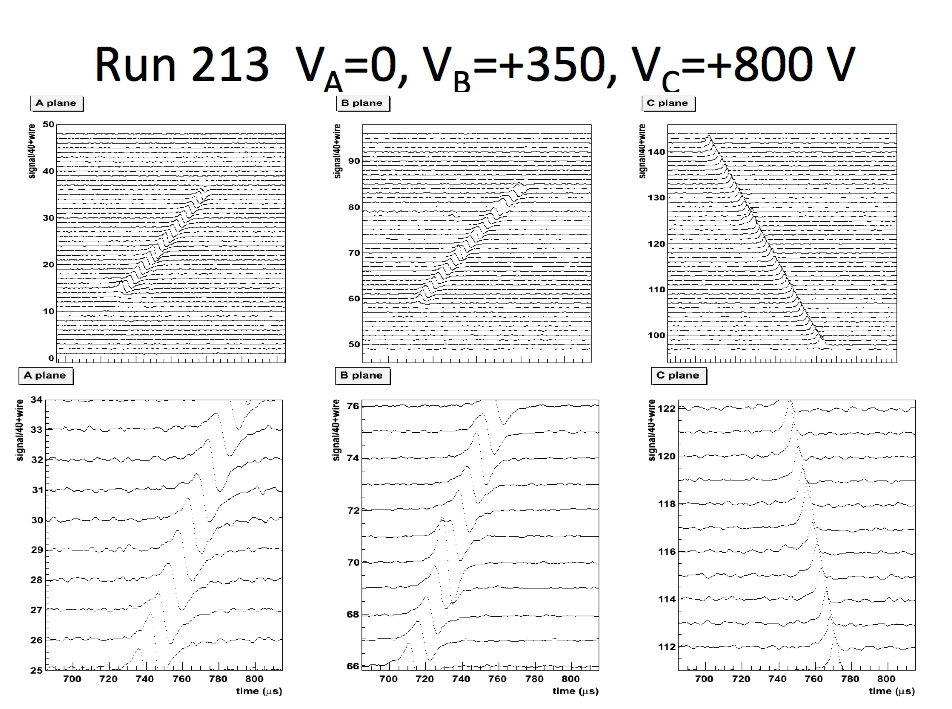 Run 213 V_A=0, V_B=+350, V_C=+800 V
A plane
B plane
C plane
signal/40+wire
50
40
30
20
10
0
signal/40+wire
90
80
70
60
50
signal/40+wire
140
130
120
110
100
A plane
B plane
C plane
signal/40+wire
34
33
32
31
30
29
28
27
26
25
700 720 740 760 780 800
time (μs)
signal/40+wire
76
74
72
70
68
66
700 720 740 760 780 800
time (μs)
signal/40+wire
122
120
118
116
114
112
700 720 740 760 780 800
time (μs)